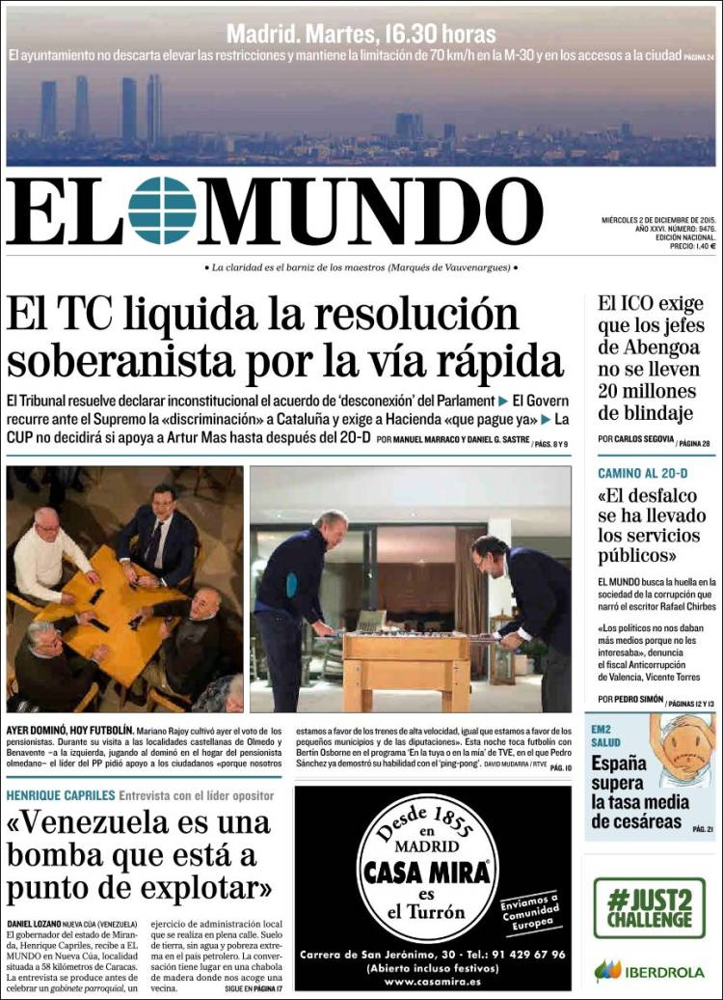 Madrid. Martes, 16.30 horas
El ayuntamiento no descarta elevar las restricciones y mantiene la limitación de 70 km/h en la M-30 y en los accesos a la ciudad PÁGINA 24
EL MUNDO
MIÉRCOLES 2 DE DICIEMBRE DE 2015.
AÑO XXVI. NÚMERO: 9476.
EDICIÓN NACIONAL.
PRECIO: 1,40 €
• La claridad es el barniz de los maestros (Marqués de Vauvenargues) •
El TC liquida la resolución
soberanista por la vía rápida
El Tribunal resuelve declarar inconstitucional el acuerdo de ‘desconexión’ del Parlament ▶ El Govern
recurre ante el Supremo la «discriminación» a Cataluña y exige a Hacienda «que pague ya» ▶ La
CUP no decidirá si apoya a Artur Mas hasta después del 20-D POR MANUEL MARRACO Y DANIEL G. SASTRE / PÁGS. 8 Y 9
El ICO exige
que los jefes
de Abengoa
no se lleven
20 millones
de blindaje
POR CARLOS SEGOVIA / PÁGINA 28
CAMINO AL 20-D
«El desfalco
se ha llevado
los servicios
públicos»
EL MUNDO busca la huella en la
sociedad de la corrupción que
narró el escritor Rafael Chirbes
«Los políticos no nos daban
más medios porque no les
interesaba», denuncia
el fiscal Anticorrupción
de Valencia, Vicente Torres
POR PEDRO SIMÓN / PÁGINAS 12 Y 13
AYER DOMINÓ, HOY FUTBOLÍN. Mariano Rajoy cultivó ayer el voto de los
pensionistas. Durante su visita a las localidades castellanas de Olmedo y
Benavente –a la izquierda, jugando al dominó en el hogar del pensionista
olmedano– el líder del PP pidió apoyo a los ciudadanos «porque nosotros
estamos a favor de los trenes de alta velocidad, igual que estamos a favor de los
pequeños municipios y de las diputaciones». Esta noche toca futbolín con
Bertín Osborne en el programa ‘En la tuya o en la mía’ de TVE, en el que Pedro
Sánchez ya demostró su habilidad con el ‘ping-pong’. DAVID MUDARRA / RTVE PÁG. 10
EM2
SALUD
España
supera
la tasa media
de cesáreas
PÁG. 21
HENRIQUE CAPRILES Entrevista con el líder opositor
«Venezuela es una
bomba que está a
punto de explotar»
DANIEL LOZANO NUEVA CÚA (VENEZUELA)
El gobernador del estado de Miran-
da, Henrique Capriles, recibe a EL
MUNDO en Nueva Cúa, localidad
situada a 58 kilómetros de Caracas.
La entrevista se produce antes de
celebrar un gabinete parroquial, un
ejercicio de administración local
que se realiza en plena calle. Suelo
de tierra, sin agua y pobreza extre-
ma en el país petrolero. La conver-
sación tiene lugar en una chabola
de madera donde nos acoge una
vecina. SIGUE EN PÁGINA 17
Desde 1855
en
MADRID
CASA MIRA®
es
el Turrón
Enviamos a
Comunidad
Europea
Carrera de San Jerónimo, 30 - Tel.: 91 429 67 96
(Abierto incluso festivos)
www.casamira.es
#JUST2
CHALLENGE
IBERDROLA